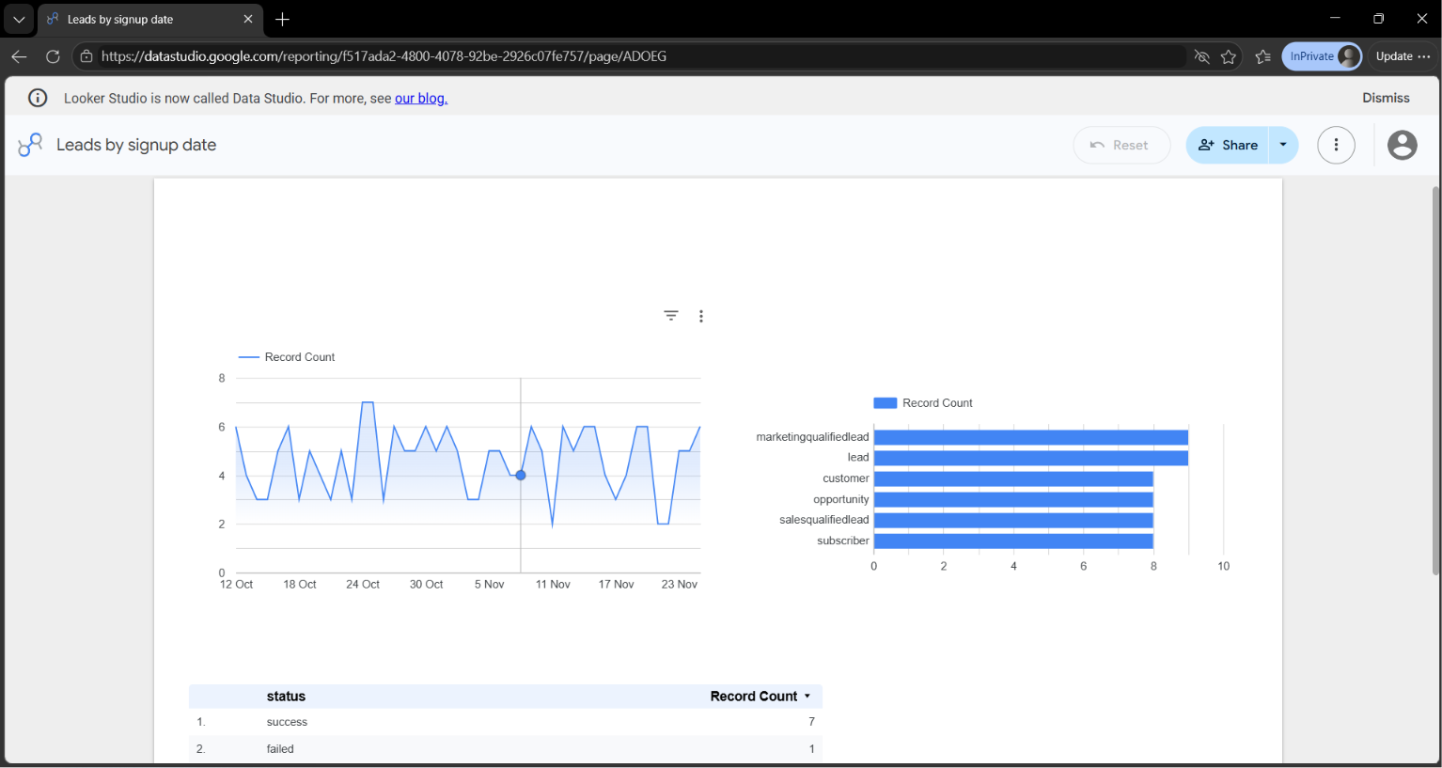 Leads by signup date
https://datastudio.google.com/reporting/f517ada2-4800-4078-92be-2926c07fe757/page/ADOEG
InPrivate
Update
Looker Studio is now called Data Studio. For more, see our blog.
Dismiss
Leads by signup date
Reset
Share
Record Count
8
6
4
2
0
12 Oct 18 Oct 24 Oct 30 Oct 5 Nov 11 Nov 17 Nov 23 Nov
Record Count
marketingqualifiedlead
lead
customer
opportunity
salesqualifiedlead
subscriber
0 2 4 6 8 10
status Record Count
1. success 7
2. failed 1